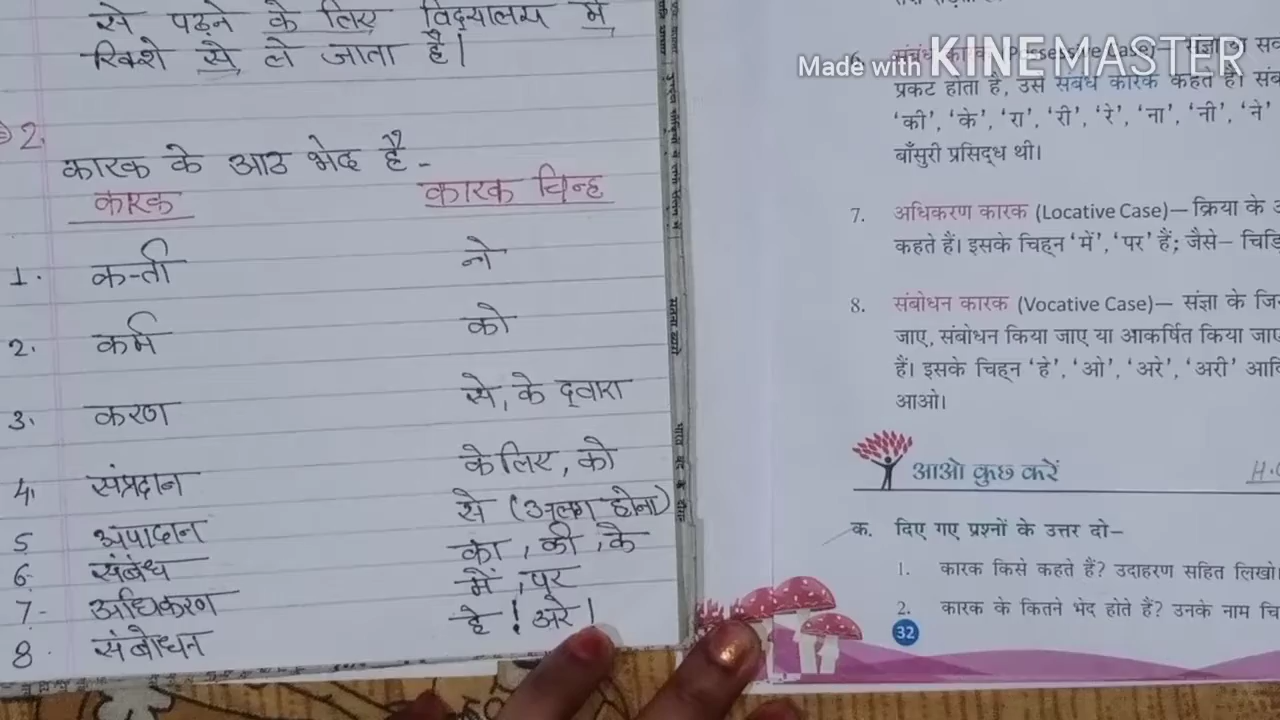 से पढ़ने के लिए विद्यालय में
रिक्शे से ले जाता है।
2.
कारक के आठ भेद है -
कारक कारक चिन्ह
1. कर्ता ने
2. कर्म को
3. करण से, के द्वारा
4. संप्रदान के लिए, को
5 अपादान से (अलग होना)
6. संबंध का, की, के
7- अधिकरण में, पर
8. संबोधन हे! अरे!
Made with KINEMASTER
प्रकट होता है, उसे संबंध कारक कहते हैं।
'की', 'के', 'रा', 'री', 'रे', 'ना', 'नी', 'ने'
बाँसुरी प्रसिद्ध थी।
7. अधिकरण कारक (Locative Case)— क्रिया के
कहते हैं। इसके चिह्न 'में', 'पर' हैं; जैसे—
8. संबोधन कारक (Vocative Case)— संज्ञा के
जाए, संबोधन किया जाए या आकर्षित किया जाए
हैं। इसके चिह्न 'हे', 'ओ', 'अरे', 'अरी'
आओ।
आओ कुछ करें
क. दिए गए प्रश्नों के उत्तर दो—
1. कारक किसे कहते हैं? उदाहरण सहित लिखो।
2. कारक के कितने भेद होते हैं? उनके नाम
32